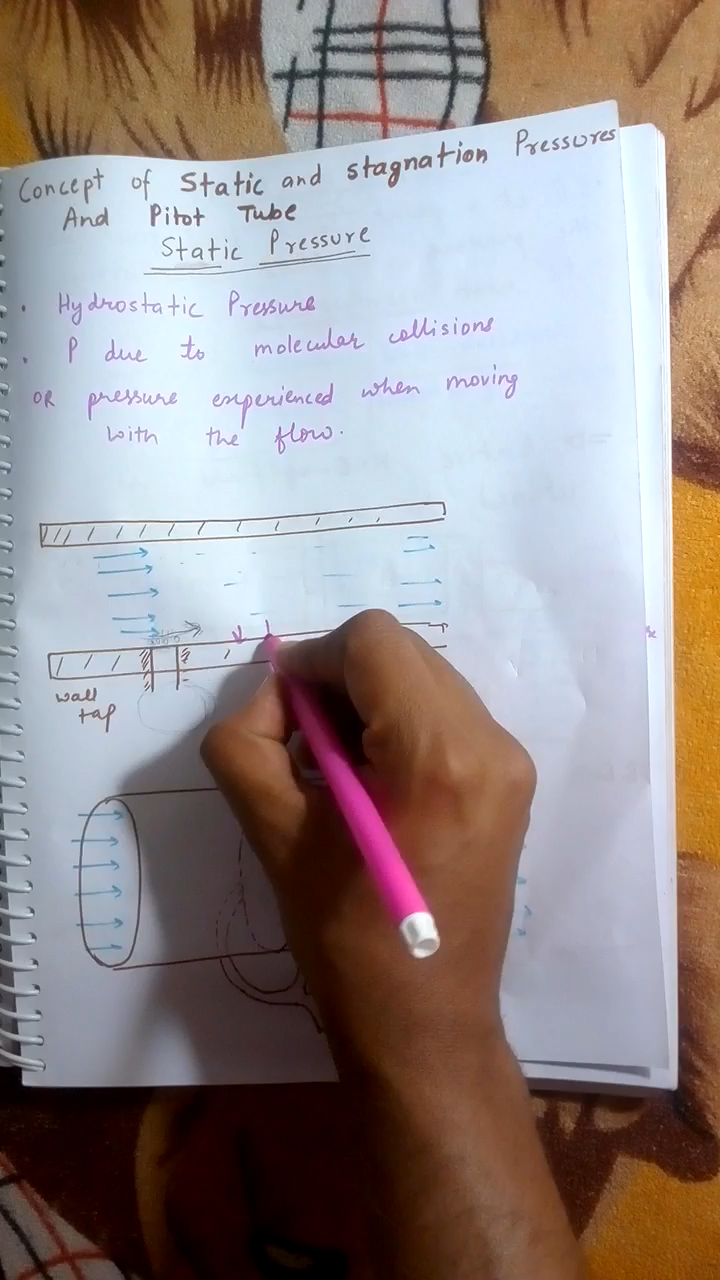 Concept of Static and stagnation Pressures
And Pitot Tube
Static Pressure
• Hydrostatic Pressure
• P due to molecular collisions
OR pressure experienced when moving
with the flow.
wall
tap